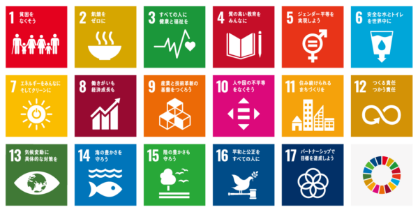 1 貧困を
なくそう
2 飢餓を
ゼロに
3 すべての人に
健康と福祉を
4 質の高い教育を
みんなに
5 ジェンダー平等を
実現しよう
6 安全な水とトイレ
を世界中に
7 エネルギーをみんなに
そしてクリーンに
8 働きがいも
経済成長も
9 産業と技術革新の
基盤をつくろう
10 人や国の不平等
をなくそう
11 住み続けられる
まちづくりを
12 つくる責任
つかう責任
13 気候変動に
具体的な対策を
14 海の豊かさを
守ろう
15 陸の豊かさも
守ろう
16 平和と公正を
すべての人に
17 パートナーシップで
目標を達成しよう